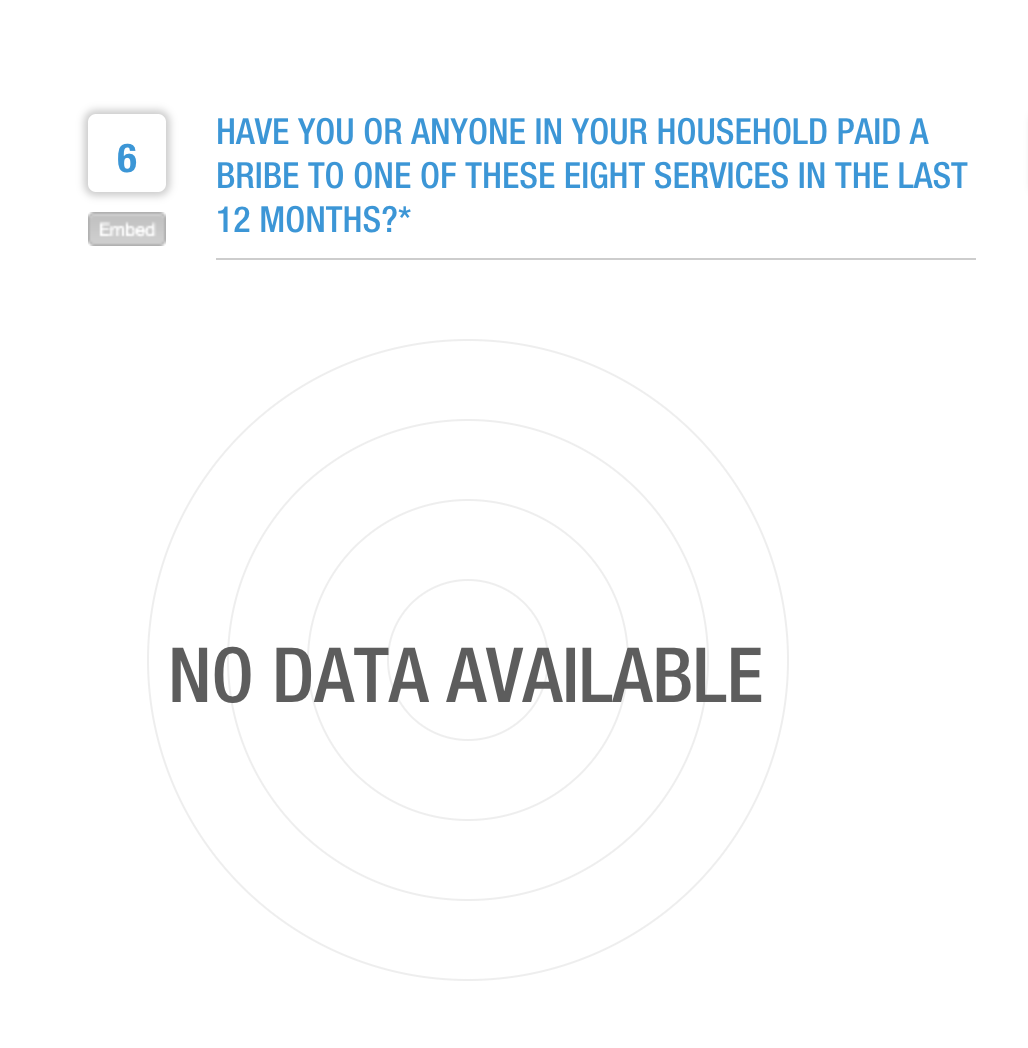 6
Embed
HAVE YOU OR ANYONE IN YOUR HOUSEHOLD PAID A
BRIBE TO ONE OF THESE EIGHT SERVICES IN THE LAST
12 MONTHS?*
NO DATA AVAILABLE